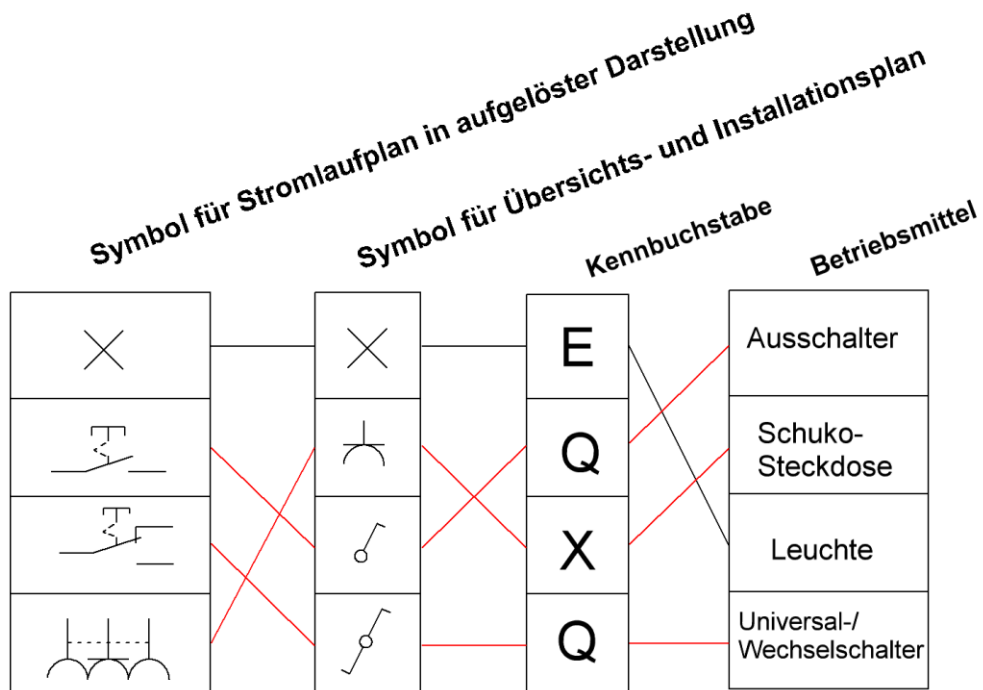 Symbol für Stromlaufplan in aufgelöster Darstellung
Symbol für Übersichts- und Installationsplan
Kennbuchstabe
Betriebsmittel
E
Ausschalter
Q
Schuko-
Steckdose
X
Leuchte
Q
Universal-/
Wechselschalter